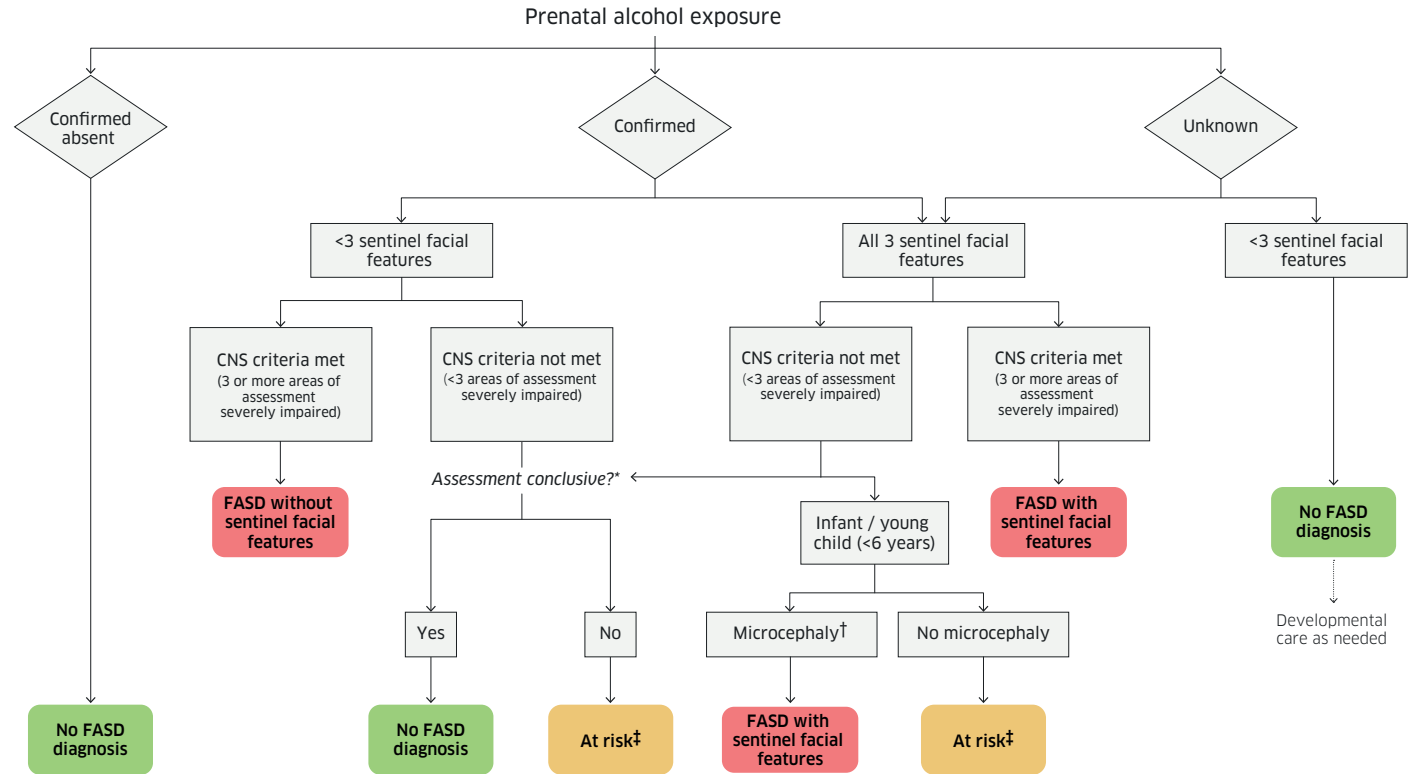 Prenatal alcohol exposure
Confirmed
absent
Confirmed
Unknown
<3 sentinel facial
features
All 3 sentinel facial
features
<3 sentinel facial
features
CNS criteria met
(3 or more areas of
assessment
severely impaired)
CNS criteria not met
(<3 areas of assessment
severely impaired)
CNS criteria not met
(<3 areas of assessment
severely impaired)
CNS criteria met
(3 or more areas of
assessment
severely impaired)
Assessment conclusive?*
FASD without
sentinel facial
features
Infant / young
child (<6 years)
FASD with
sentinel facial
features
No FASD
diagnosis
Developmental
care as needed
Yes
No
Microcephaly†
No microcephaly
No FASD
diagnosis
No FASD
diagnosis
At risk‡
FASD with
sentinel facial
features
At risk‡